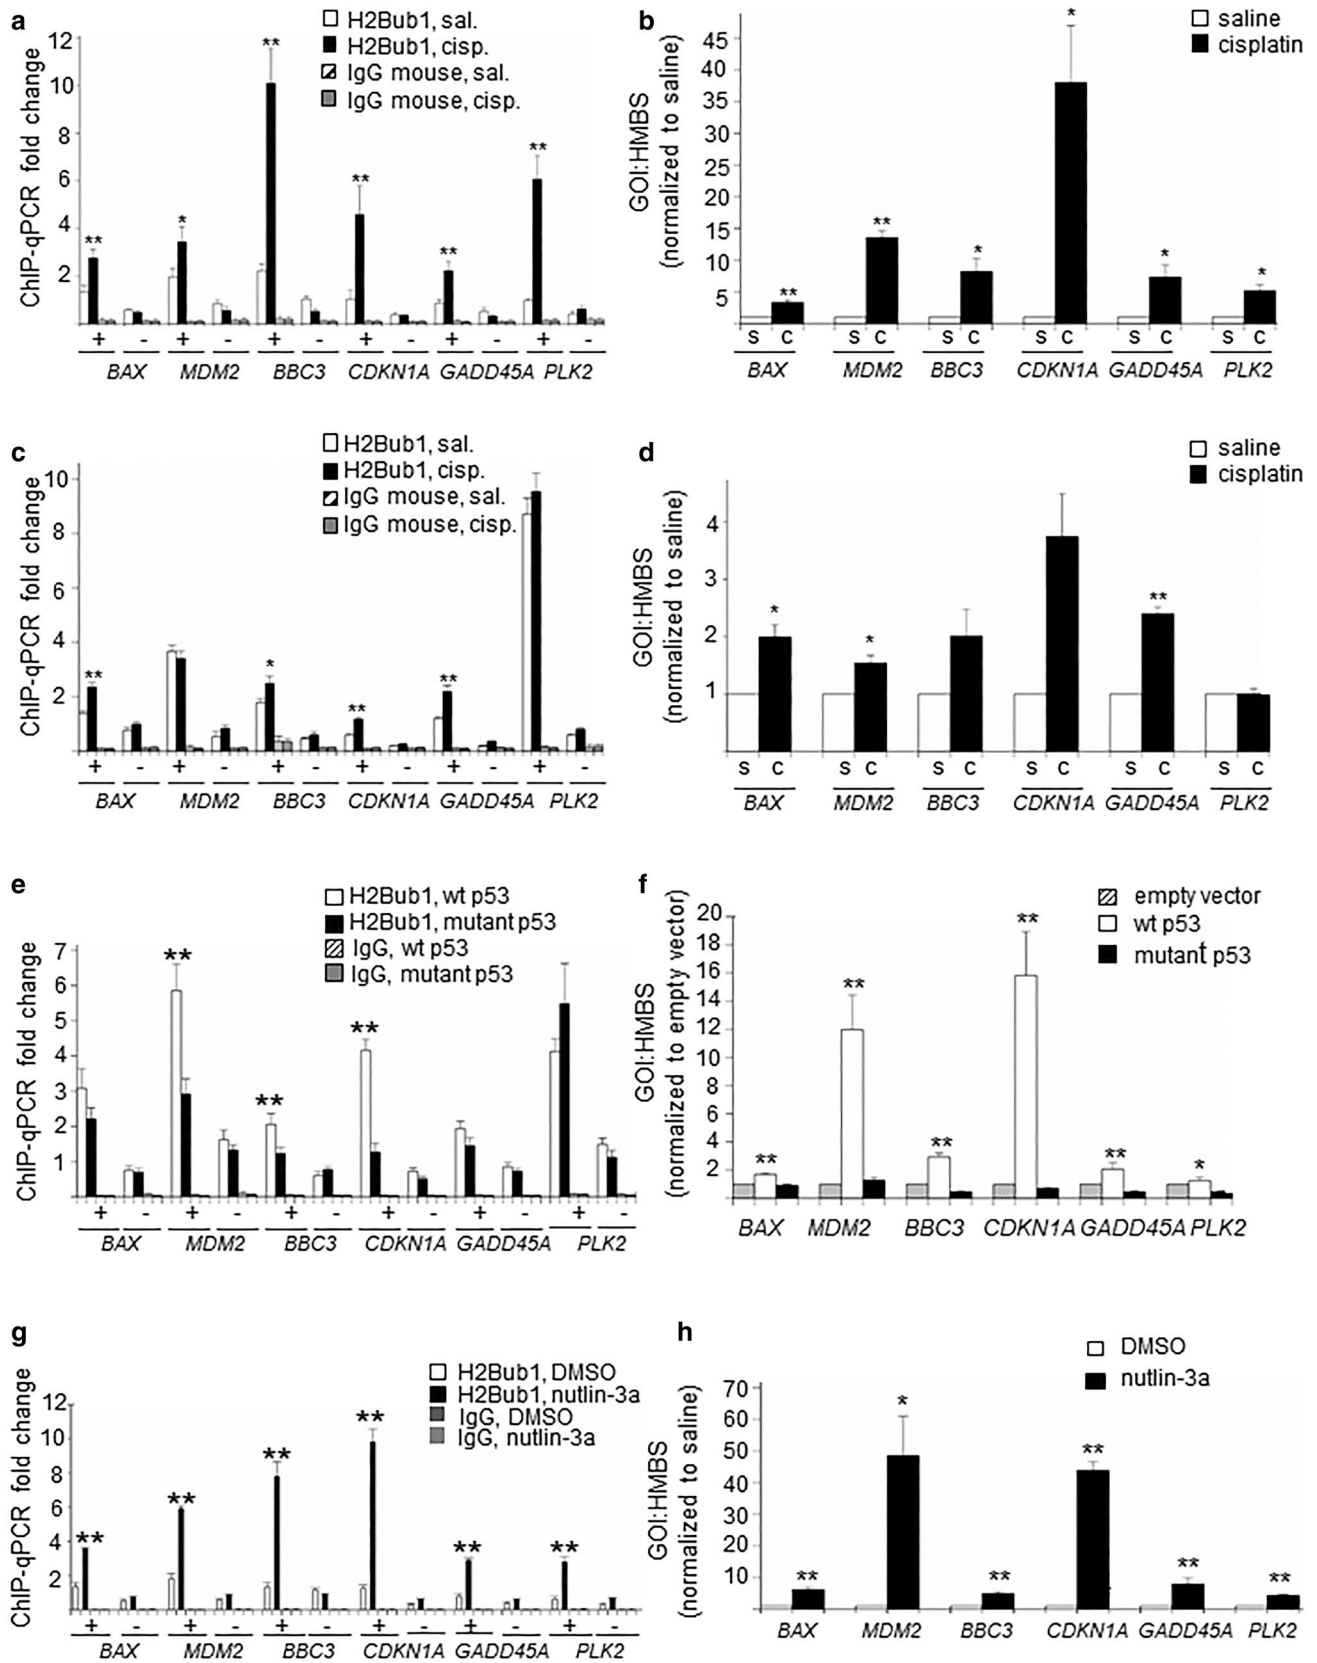 a
H2Bub1, sal.
H2Bub1, cisp.
IgG mouse, sal.
IgG mouse, cisp.
ChIP-qPCR fold change
12
10
8
6
4
2
** * ** ** ** **
+ - + - + - + - + - + -
BAX MDM2 BBC3 CDKN1A GADD45A PLK2
b
saline
cisplatin
GOI:HMBS
(normalized to saline)
45
40
35
30
25
20
15
10
5
** ** * * * *
s c s c s c s c s c s c
BAX MDM2 BBC3 CDKN1A GADD45A PLK2
c
H2Bub1, sal.
H2Bub1, cisp.
IgG mouse, sal.
IgG mouse, cisp.
ChIP-qPCR fold change
10
8
6
4
2
** * ** **
+ - + - + - + - + - + -
BAX MDM2 BBC3 CDKN1A GADD45A PLK2
d
saline
cisplatin
GOI:HMBS
(normalized to saline)
4
3
2
1
* * **
s c s c s c s c s c s c
BAX MDM2 BBC3 CDKN1A GADD45A PLK2
e
H2Bub1, wt p53
H2Bub1, mutant p53
IgG, wt p53
IgG, mutant p53
ChIP-qPCR fold change
7
6
5
4
3
2
1
** ** **
+ - + - + - + - + - + -
BAX MDM2 BBC3 CDKN1A GADD45A PLK2
f
empty vector
wt p53
mutant p53
GOI:HMBS
(normalized to empty vector)
20
18
16
14
12
10
8
6
4
2
** ** ** ** ** *
BAX MDM2 BBC3 CDKN1A GADD45A PLK2
g
H2Bub1, DMSO
H2Bub1, nutlin-3a
IgG, DMSO
IgG, nutlin-3a
ChIP-qPCR fold change
12
10
8
6
4
2
** ** ** ** ** **
+ - + - + - + - + - + -
BAX MDM2 BBC3 CDKN1A GADD45A PLK2
h
DMSO
nutlin-3a
GOI:HMBS
(normalized to saline)
70
60
50
40
30
20
10
** * ** ** ** **
BAX MDM2 BBC3 CDKN1A GADD45A PLK2